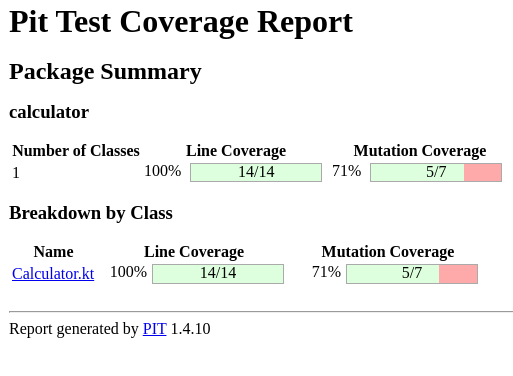 Pit Test Coverage Report
Package Summary
calculator
Number of Classes Line Coverage Mutation Coverage
1 100% 14/14 71% 5/7
Breakdown by Class
Name Line Coverage Mutation Coverage
Calculator.kt 100% 14/14 71% 5/7
Report generated by PIT 1.4.10